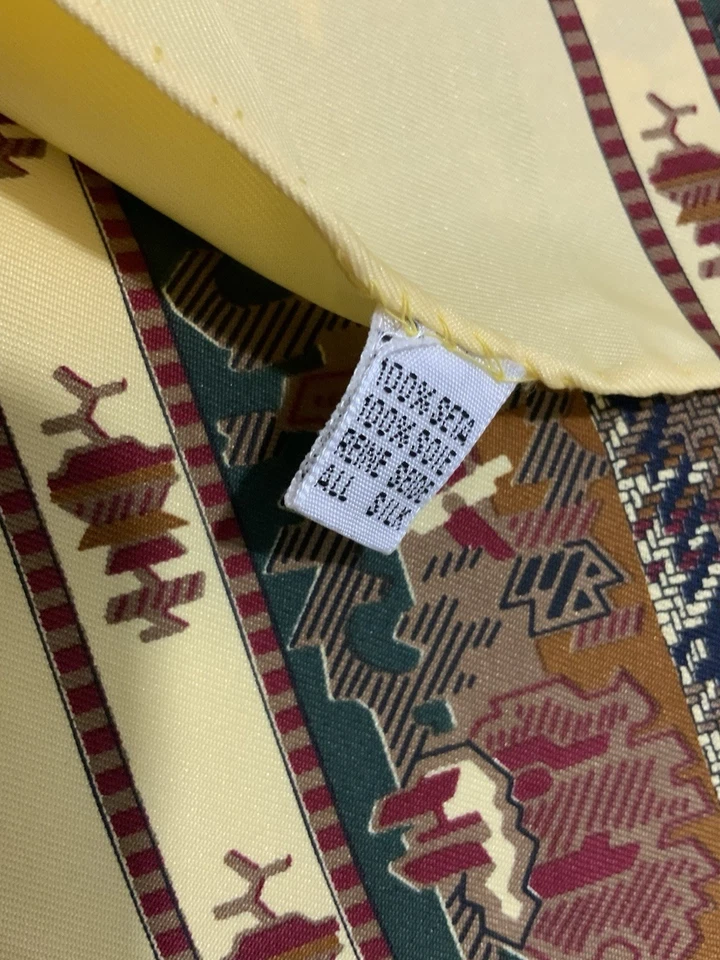 100% SETA
100% SOIE
REINE SEIDE
ALL SILK